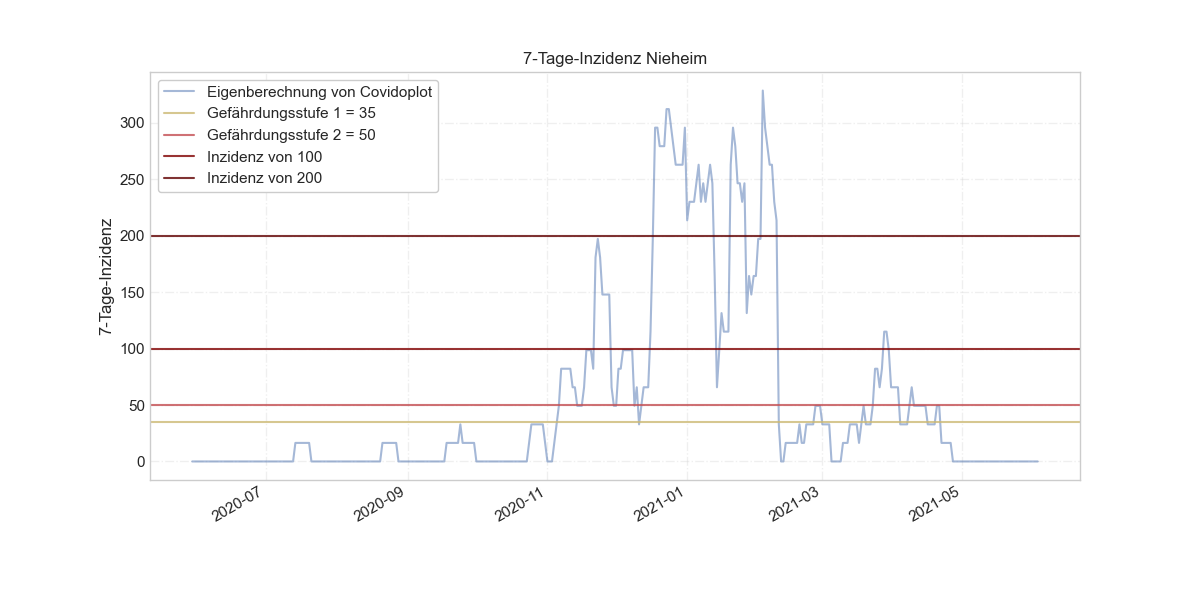 7-Tage-Inzidenz Nieheim
Eigenberechnung von Covidoplot
Gefährdungsstufe 1 = 35
Gefährdungsstufe 2 = 50
Inzidenz von 100
Inzidenz von 200
7-Tage-Inzidenz
300
250
200
150
100
50
0
2020-07
2020-09
2020-11
2021-01
2021-03
2021-05